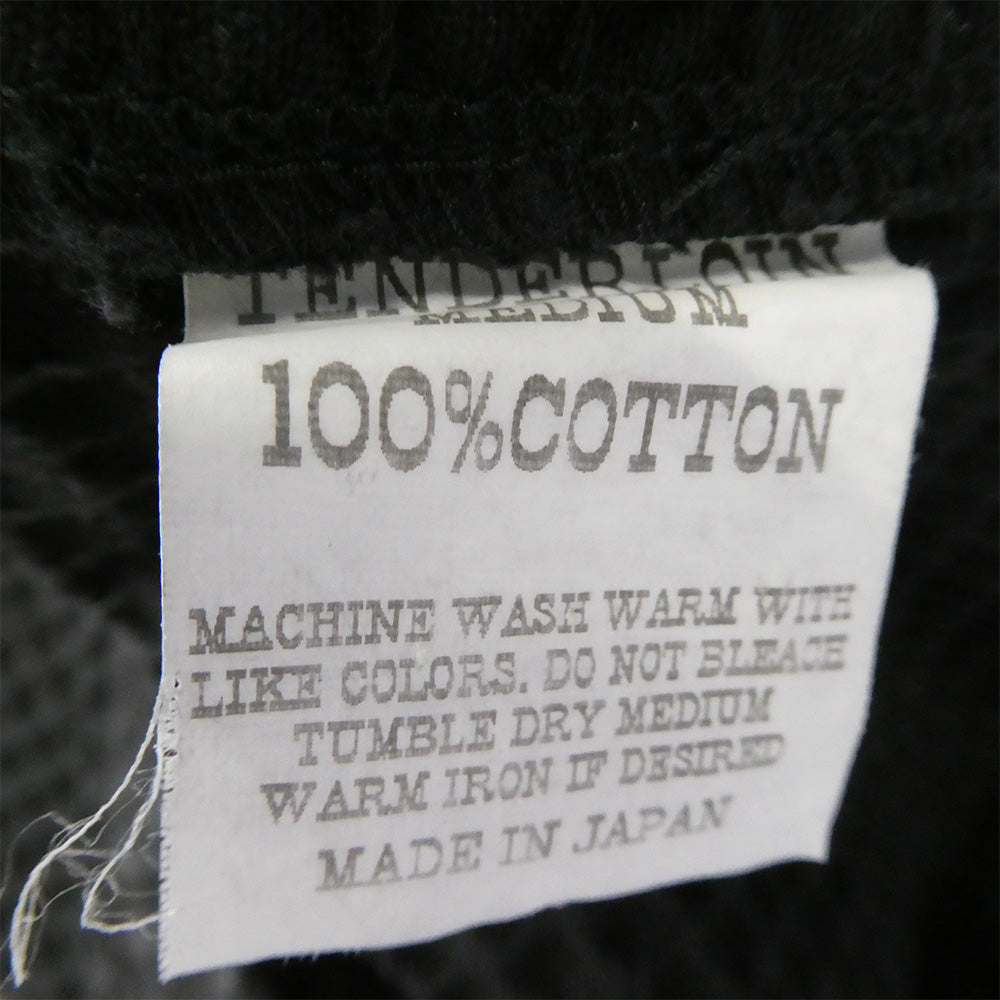 TENDERLOIN
MEDIUM
100%COTTON
MACHINE WASH WARM WITH
LIKE COLORS. DO NOT BLEACH
TUMBLE DRY MEDIUM
WARM IRON IF DESIRED
MADE IN JAPAN